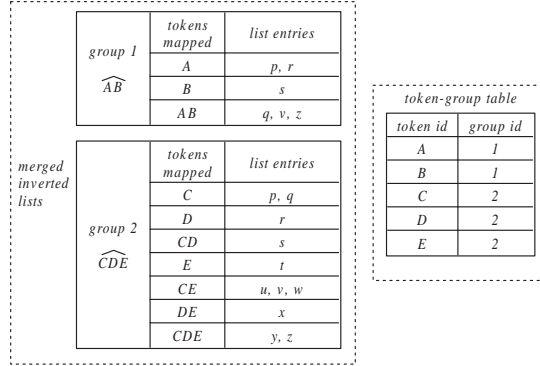 group 1
AB
tokens mapped
list entries
A
p, r
B
s
AB
q, v, z
merged
inverted
lists
group 2
CDE
tokens mapped
list entries
C
p, q
D
r
CD
s
E
t
CE
u, v, w
DE
x
CDE
y, z
token-group table
token id
group id
A
1
B
1
C
2
D
2
E
2